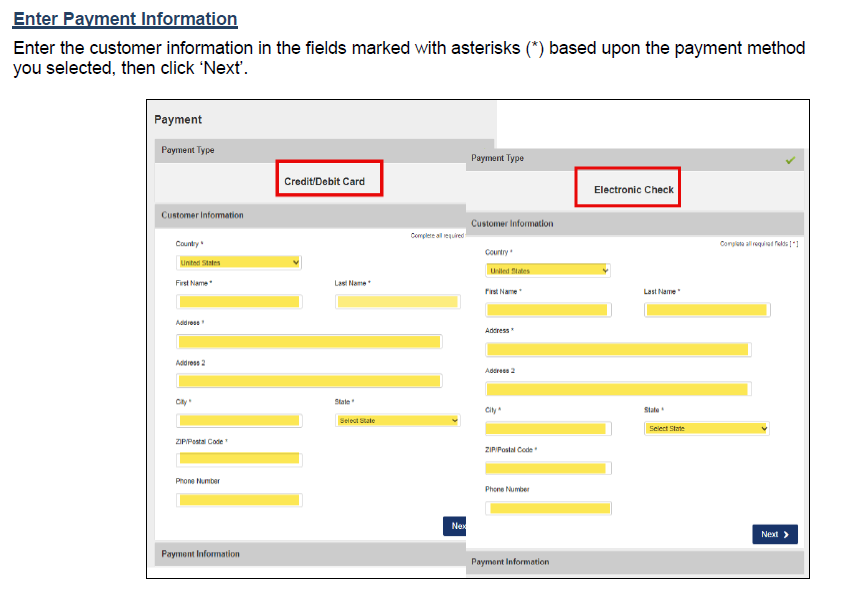 Enter Payment Information
Enter the customer information in the fields marked with asterisks (*) based upon the payment method
you selected, then click ‘Next’.
Payment
Payment Type
Credit/Debit Card
Customer Information
Complete all required
Country *
United States
First Name *
Last Name *
Address *
Address 2
City *
State *
Select State
ZIP/Postal Code *
Phone Number
Nex
Payment Information
Payment Type
Electronic Check
Customer Information
Complete all required fields [*]
Country *
United States
First Name *
Last Name *
Address *
Address 2
City *
State *
Select State
ZIP/Postal Code *
Phone Number
Next
Payment Information